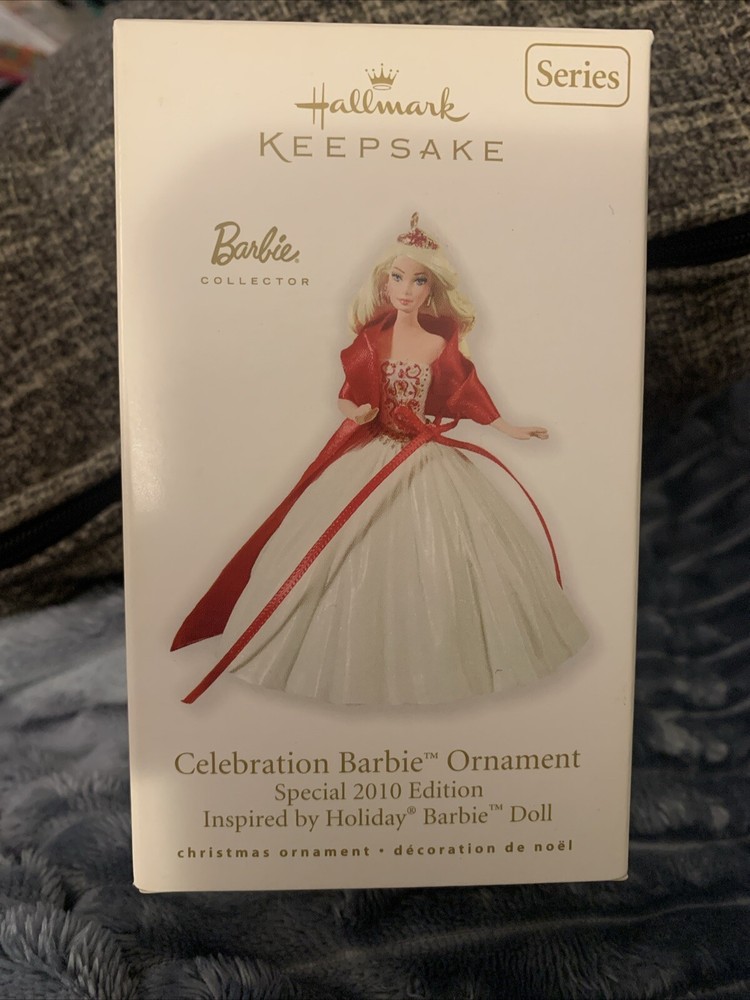 Series
Hallmark
KEEPSAKE
Barbie®
COLLECTOR
Celebration Barbie™ Ornament
Special 2010 Edition
Inspired by Holiday® Barbie™ Doll
christmas ornament • décoration de noël